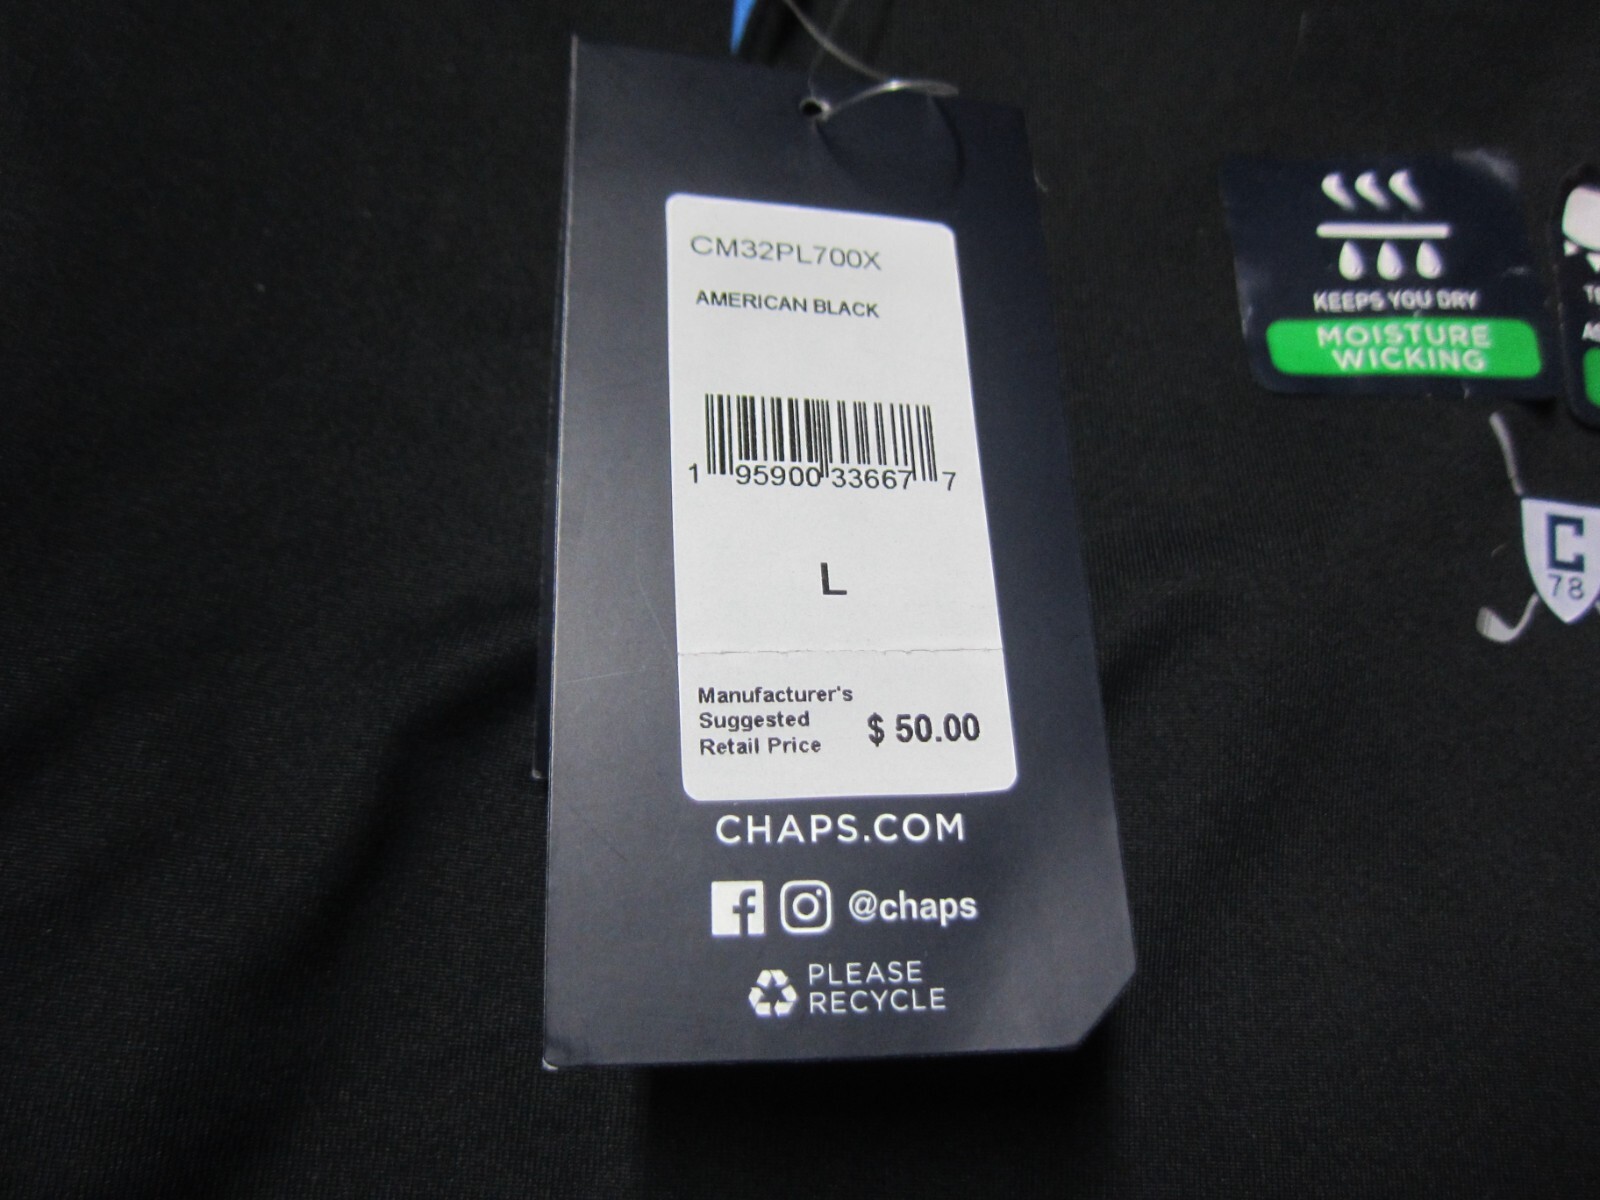 CM32PL700X
AMERICAN BLACK
1 95900 33667 7
L
Manufacturer's
Suggested
Retail Price
$ 50.00
CHAPS.COM
@chaps
PLEASE
RECYCLE
KEEPS YOU DRY
MOISTURE
WICKING
C
78